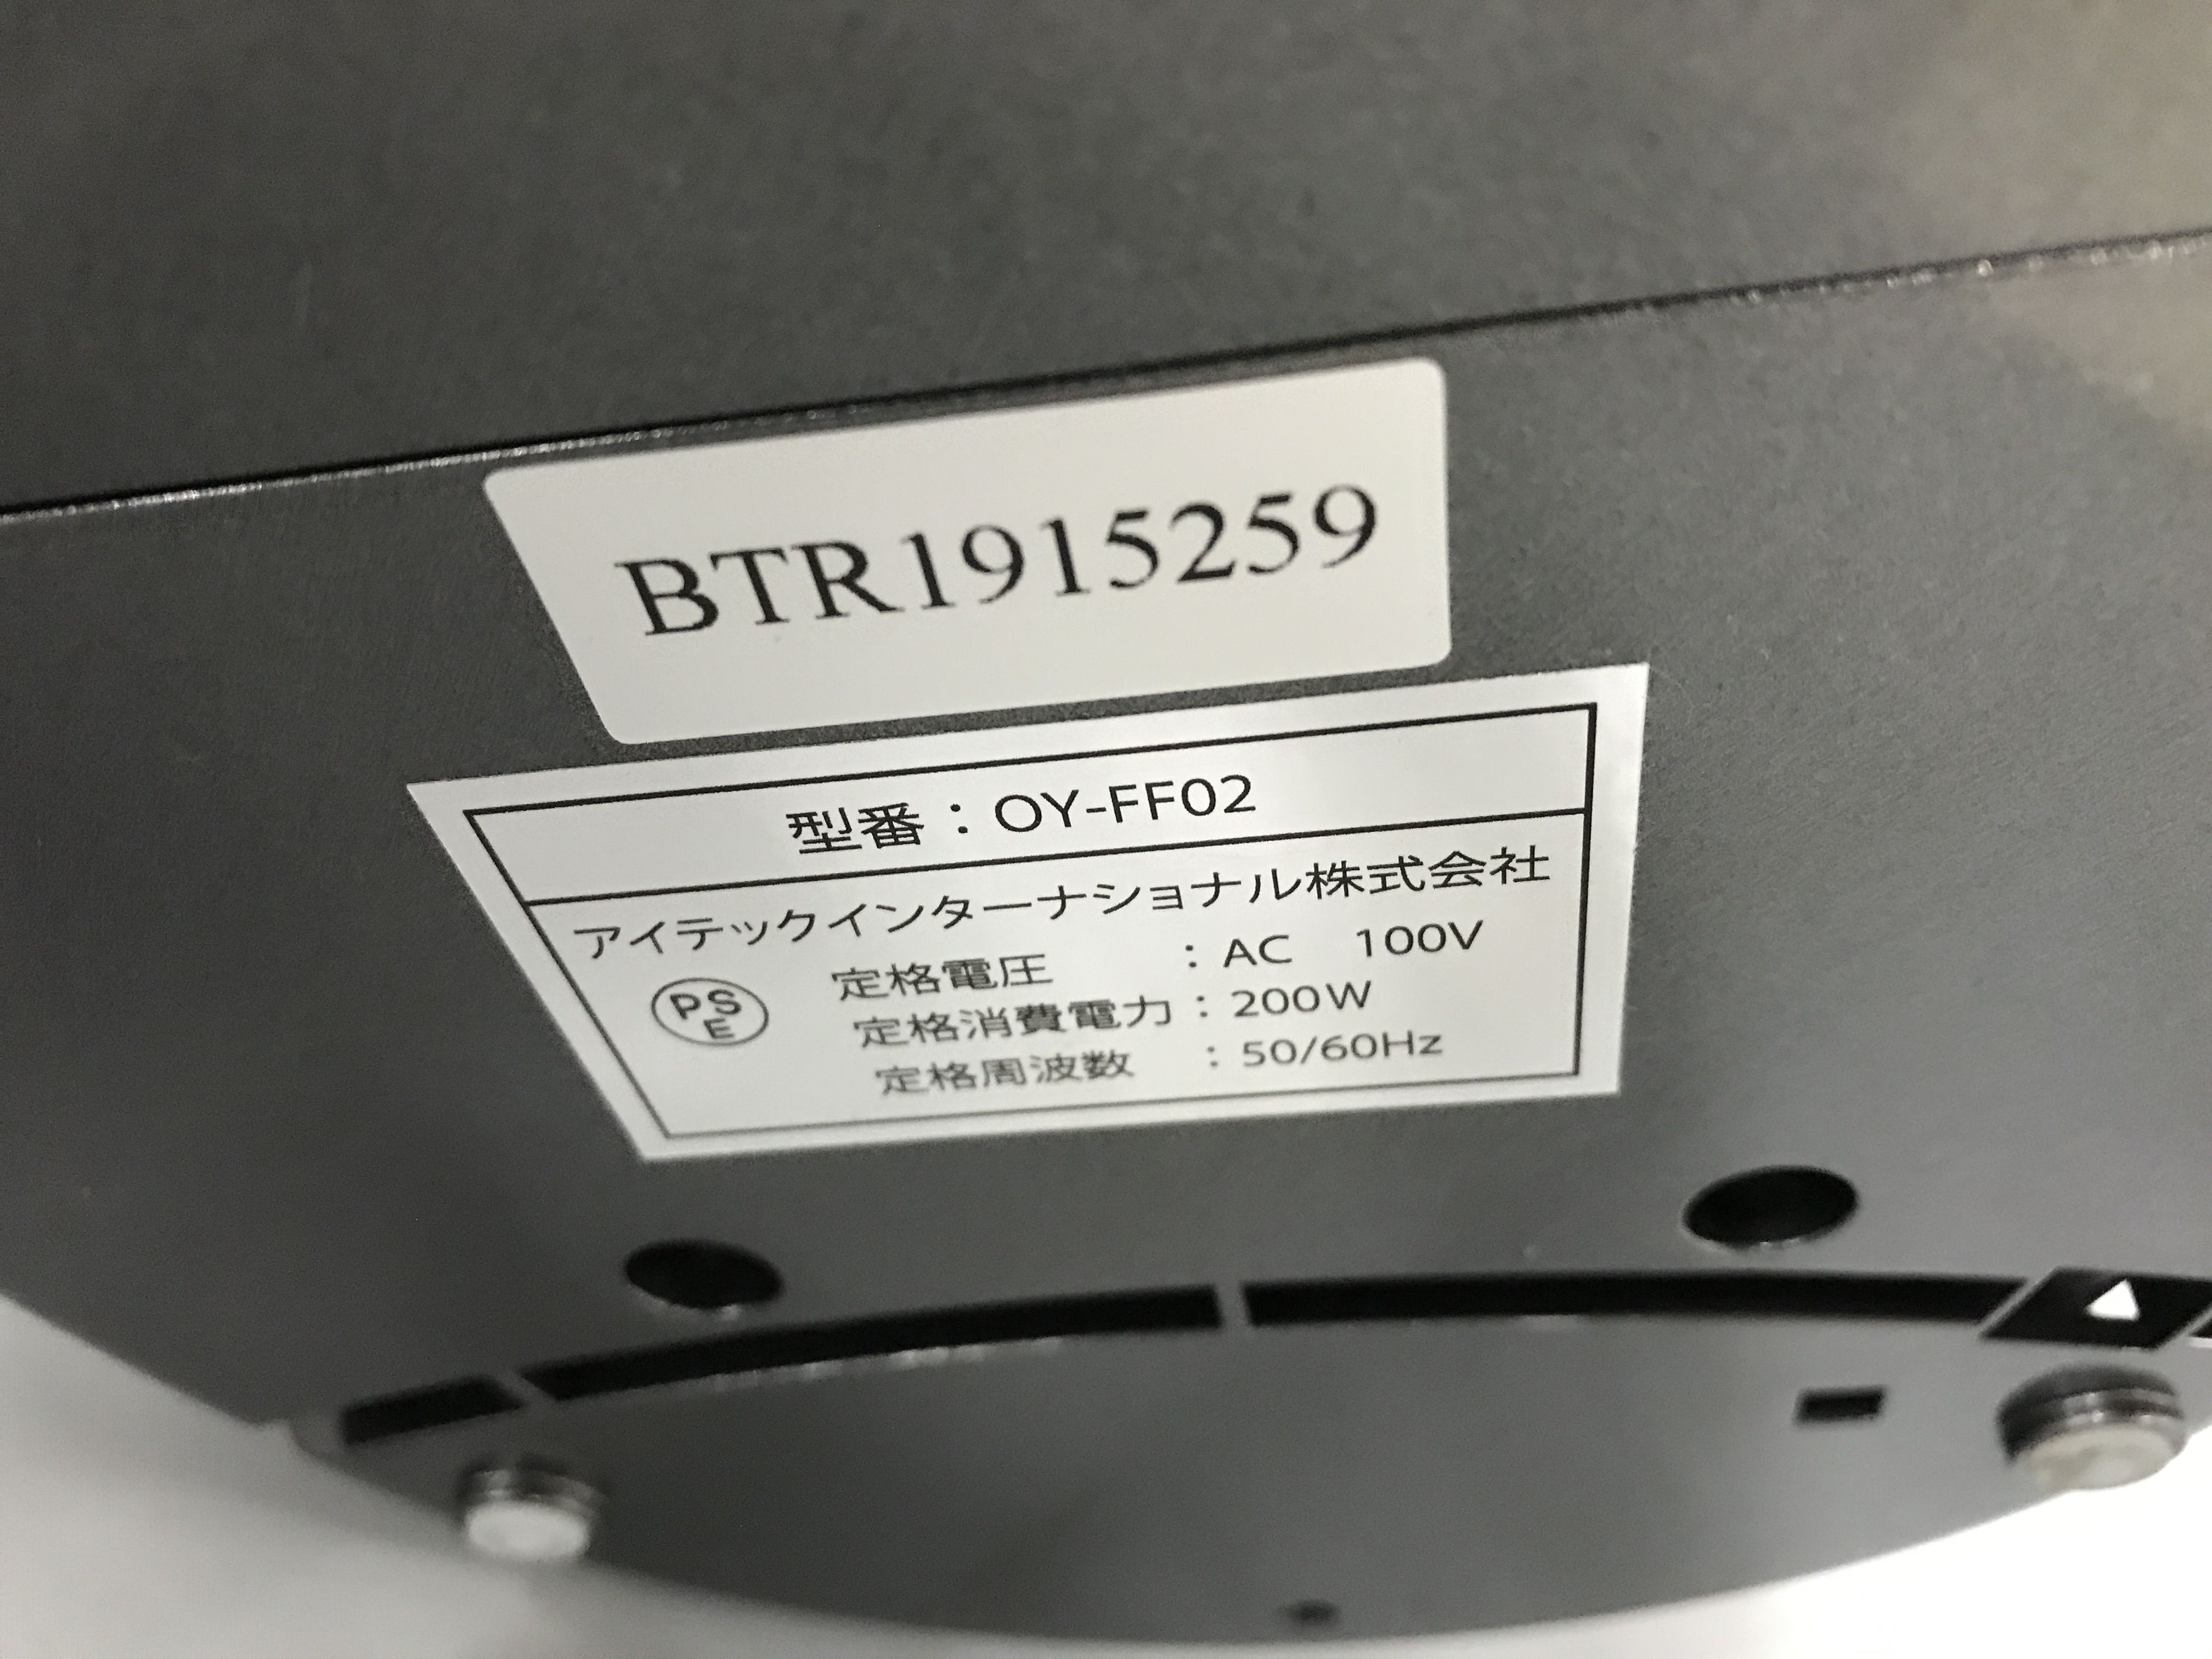 BTR1915259
型番：OY-FF02
アイテックインターナショナル株式会社
PSE
定格電圧　：AC　100V
定格消費電力：200W
定格周波数　：50/60Hz